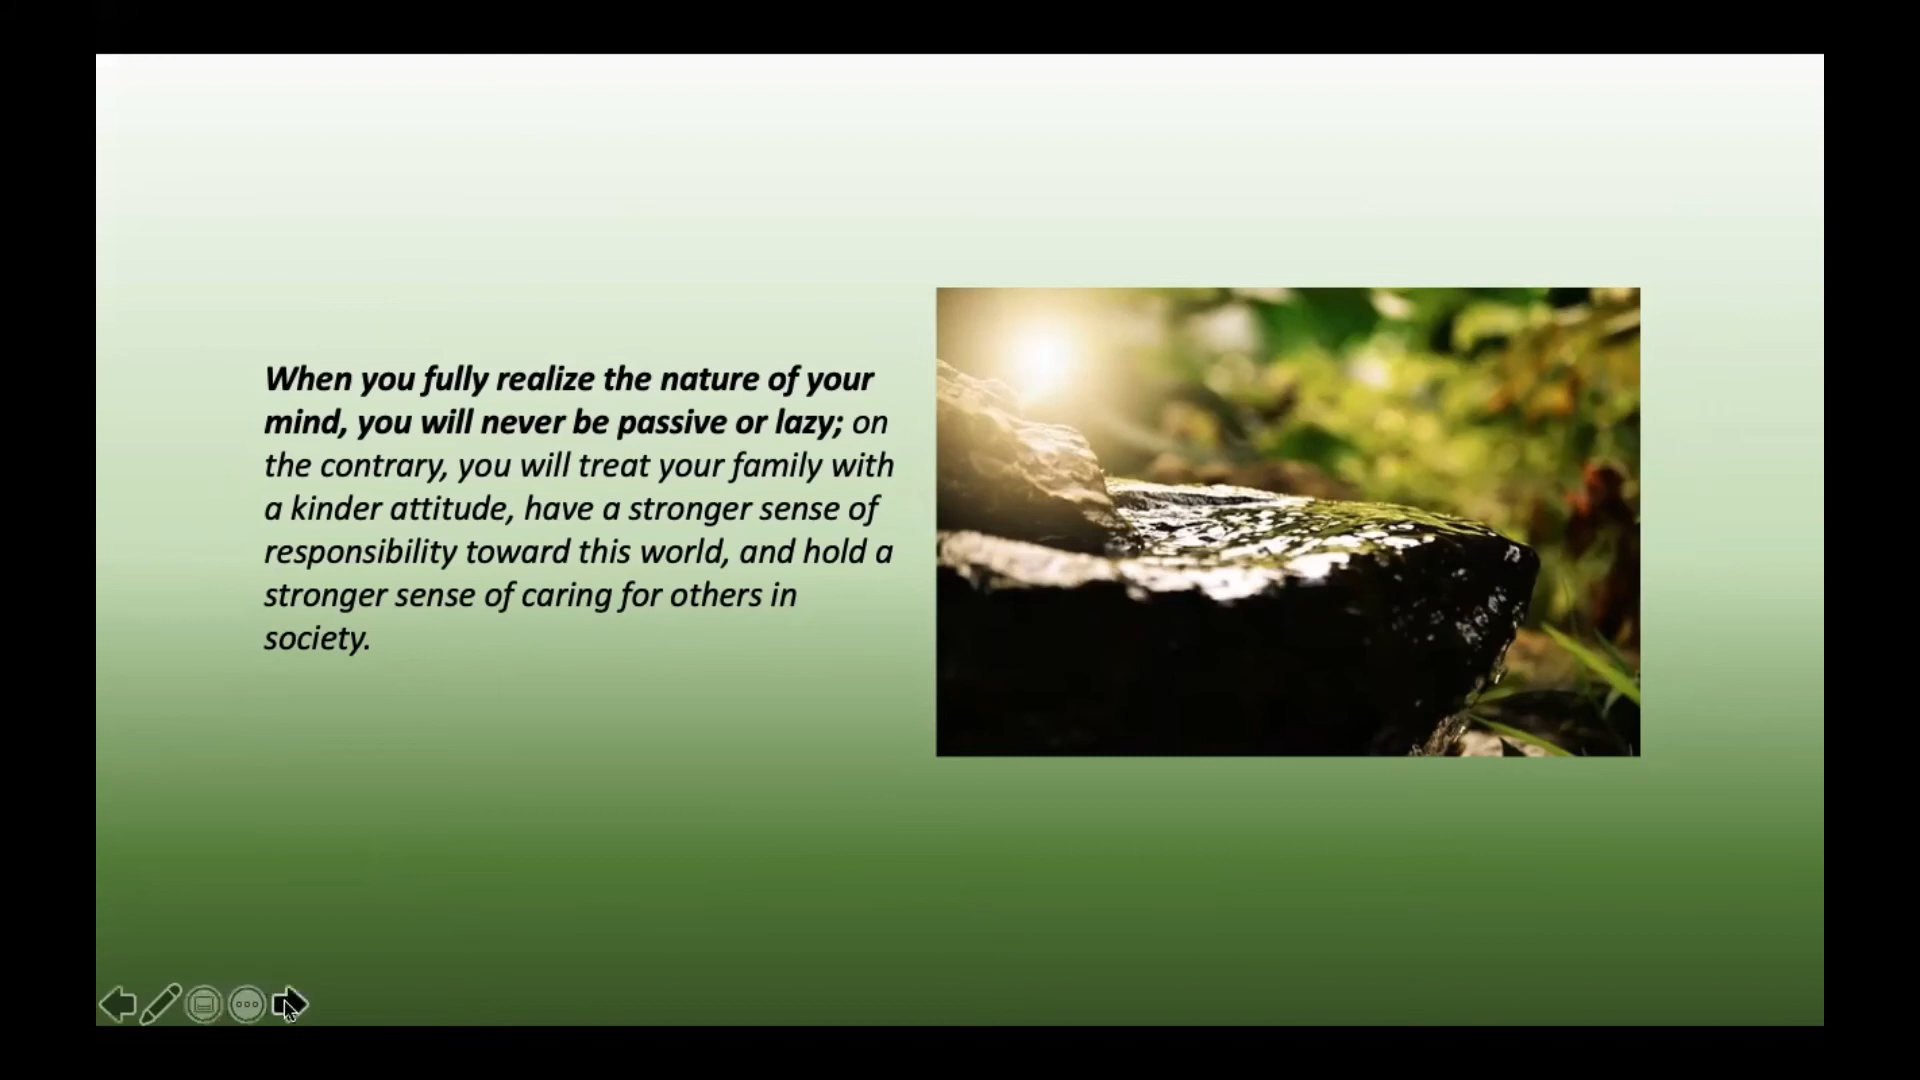 When you fully realize the nature of your
mind, you will never be passive or lazy; on
the contrary, you will treat your family with
a kinder attitude, have a stronger sense of
responsibility toward this world, and hold a
stronger sense of caring for others in
society.